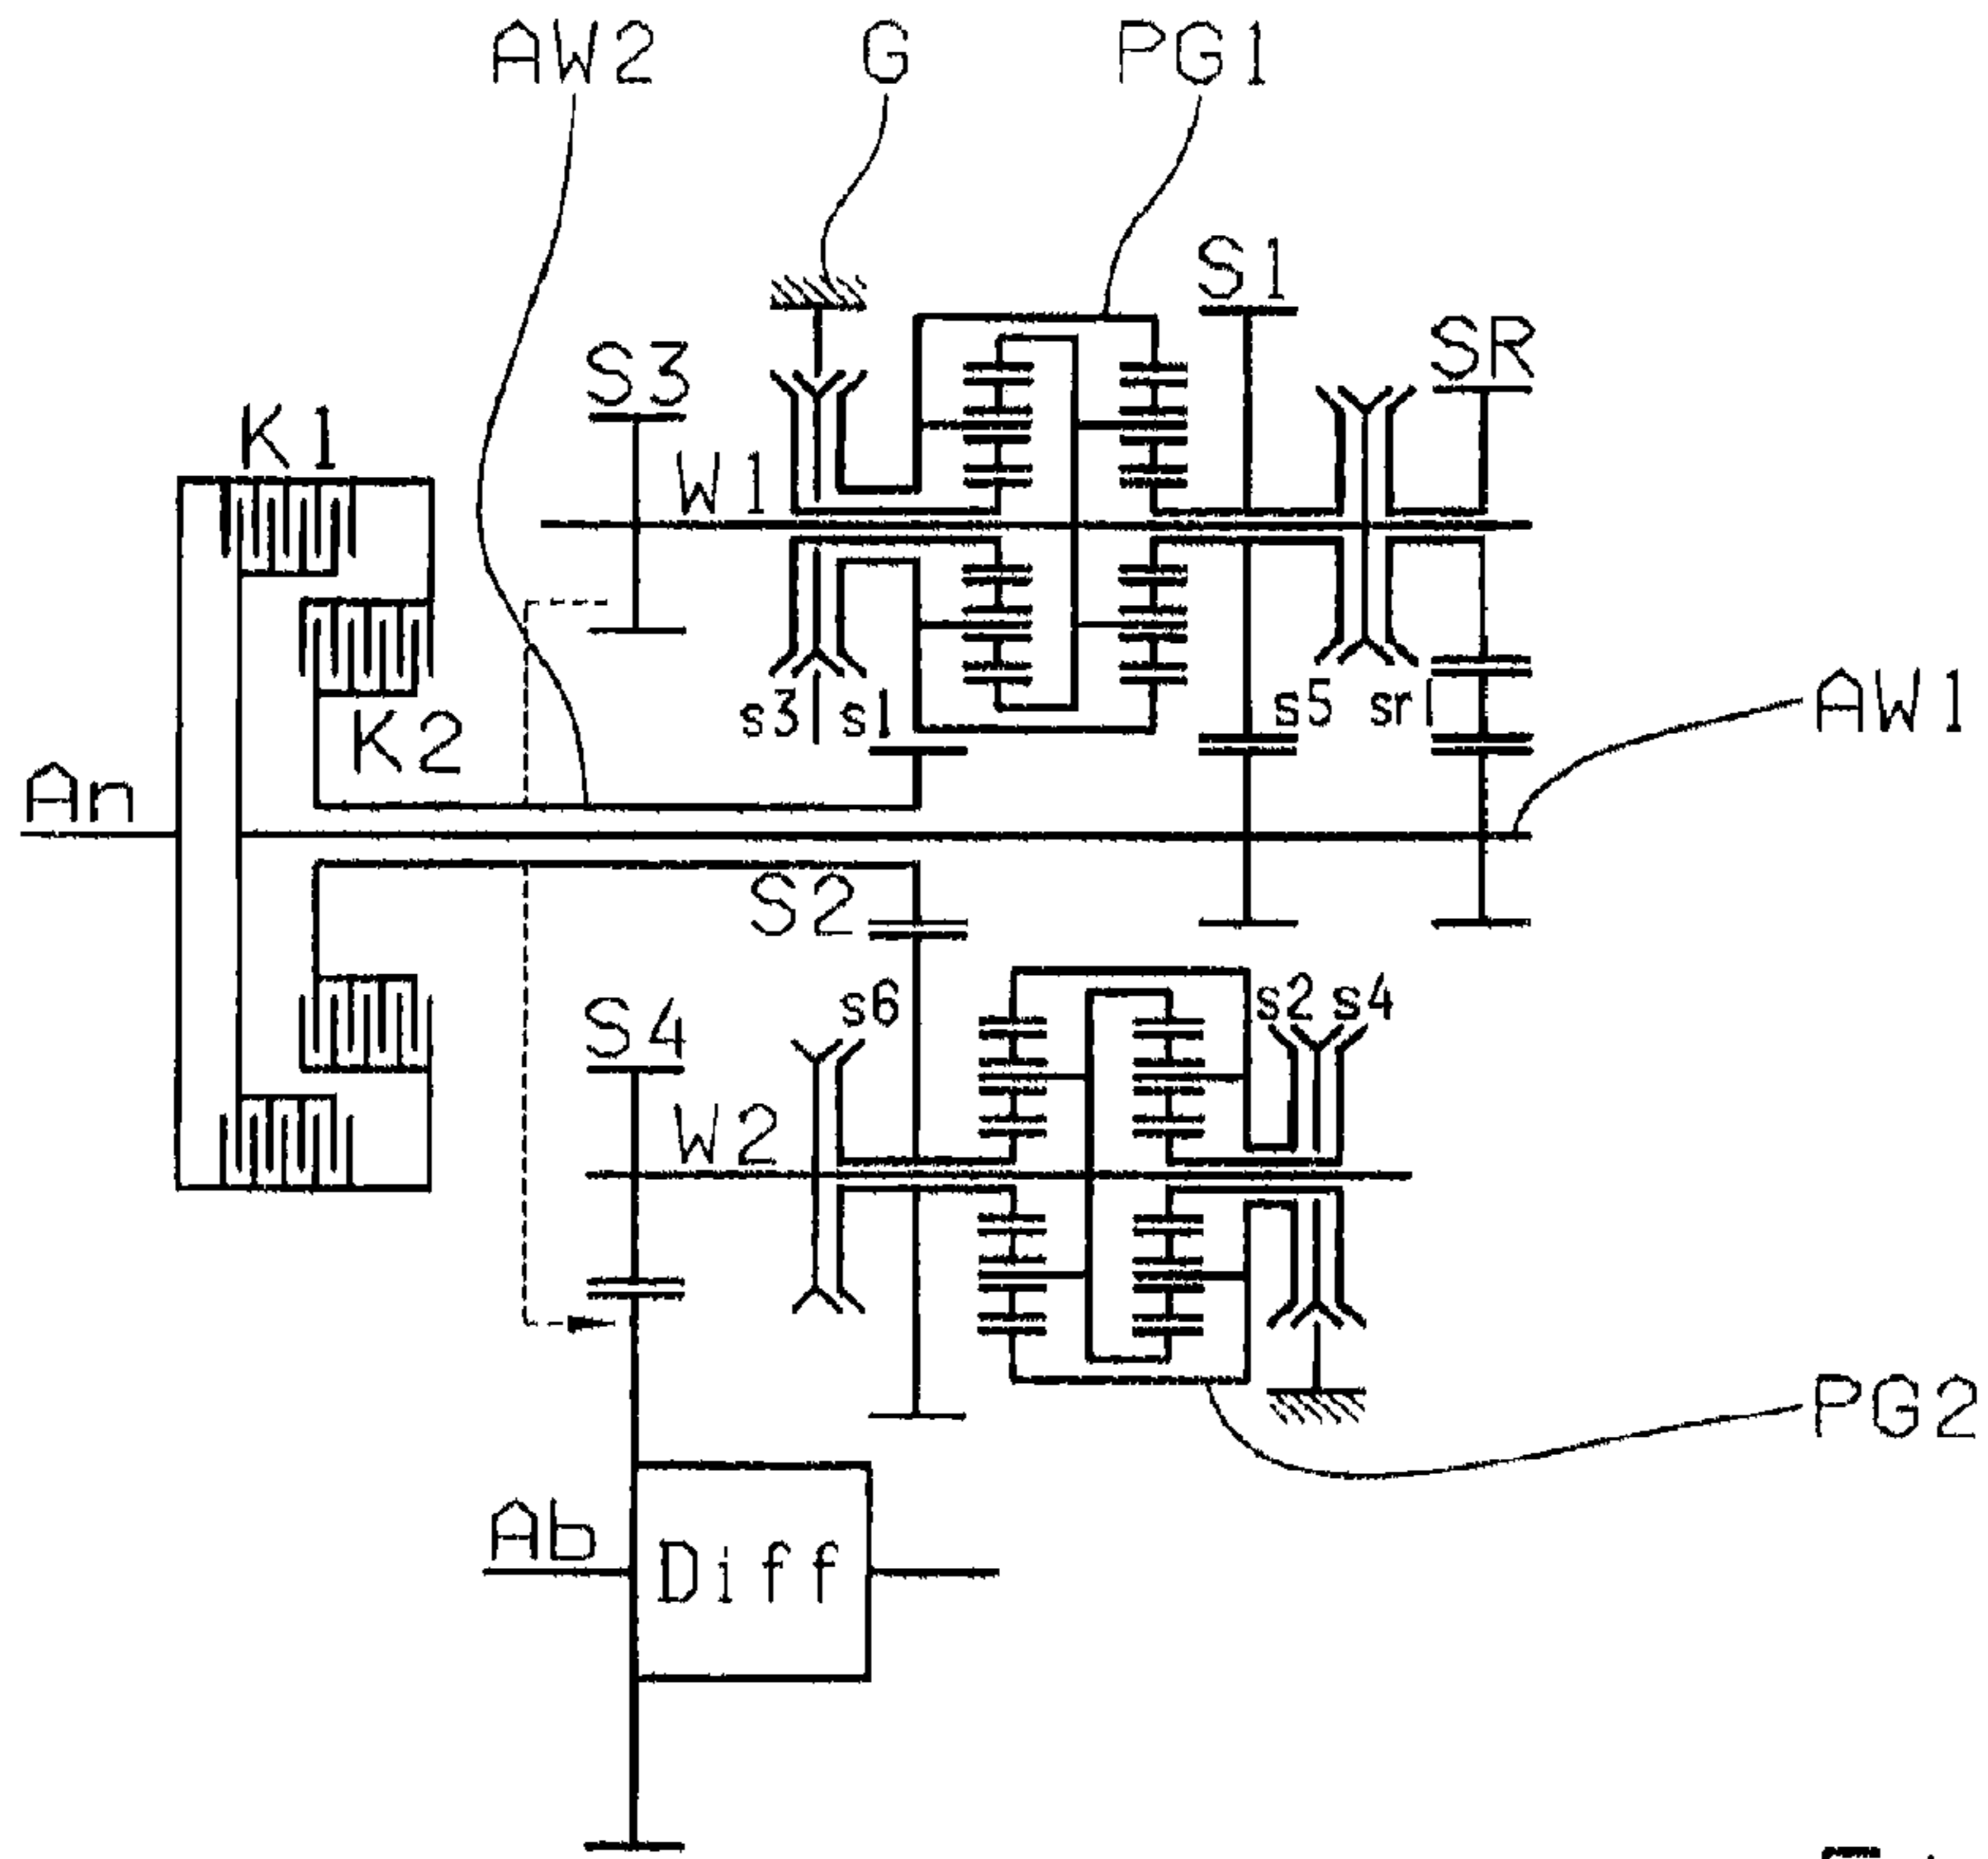 AW2 G PG1
S1
S3 SR
K1 W1
s3 s1 s5 sr AW1
K2
An
S2
s6 s2 s4
S4
W2
PG2
Ab Diff